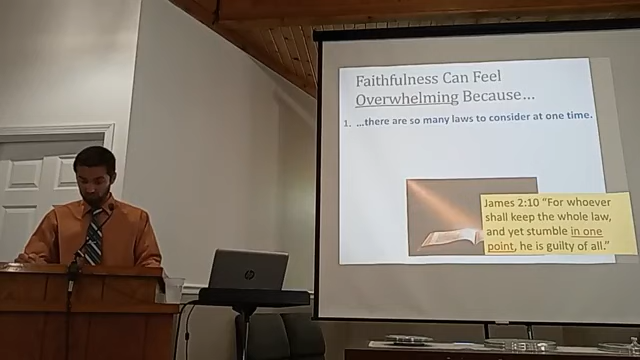 Faithfulness Can Feel
Overwhelming Because...
1. ...there are so many laws to consider at one time.
James 2:10 "For whoever
shall keep the whole law,
and yet stumble in one
point, he is guilty of all."
hp